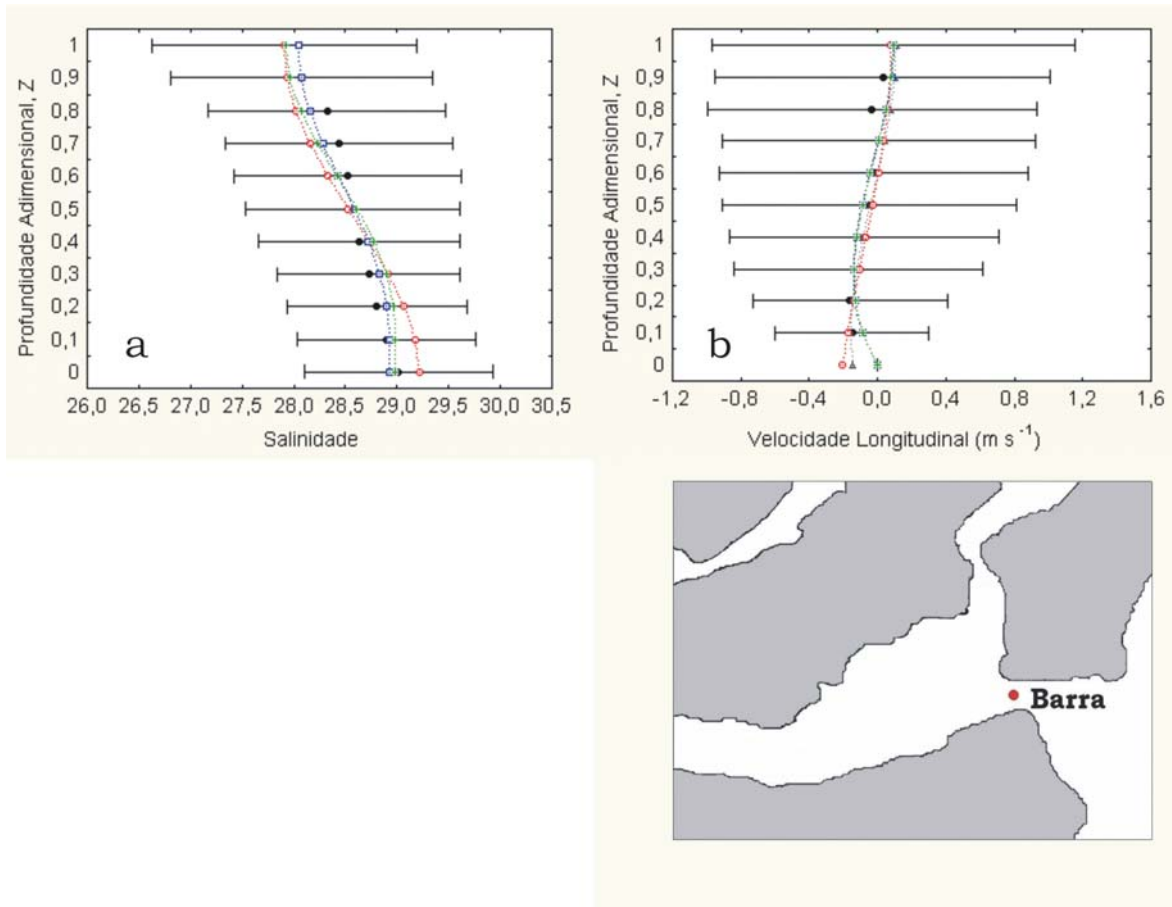 Profundidade Adimensional, Z
1
0,9
0,8
0,7
0,6
0,5
0,4
0,3
0,2
0,1
0
a
26,0 26,5 27,0 27,5 28,0 28,5 29,0 29,5 30,0 30,5
Salinidade
Profundidade Adimensional, Z
1
0,9
0,8
0,7
0,6
0,5
0,4
0,3
0,2
0,1
0
b
-1,2 -0,8 -0,4 0,0 0,4 0,8 1,2 1,6
Velocidade Longitudinal (m s⁻¹)
Barra